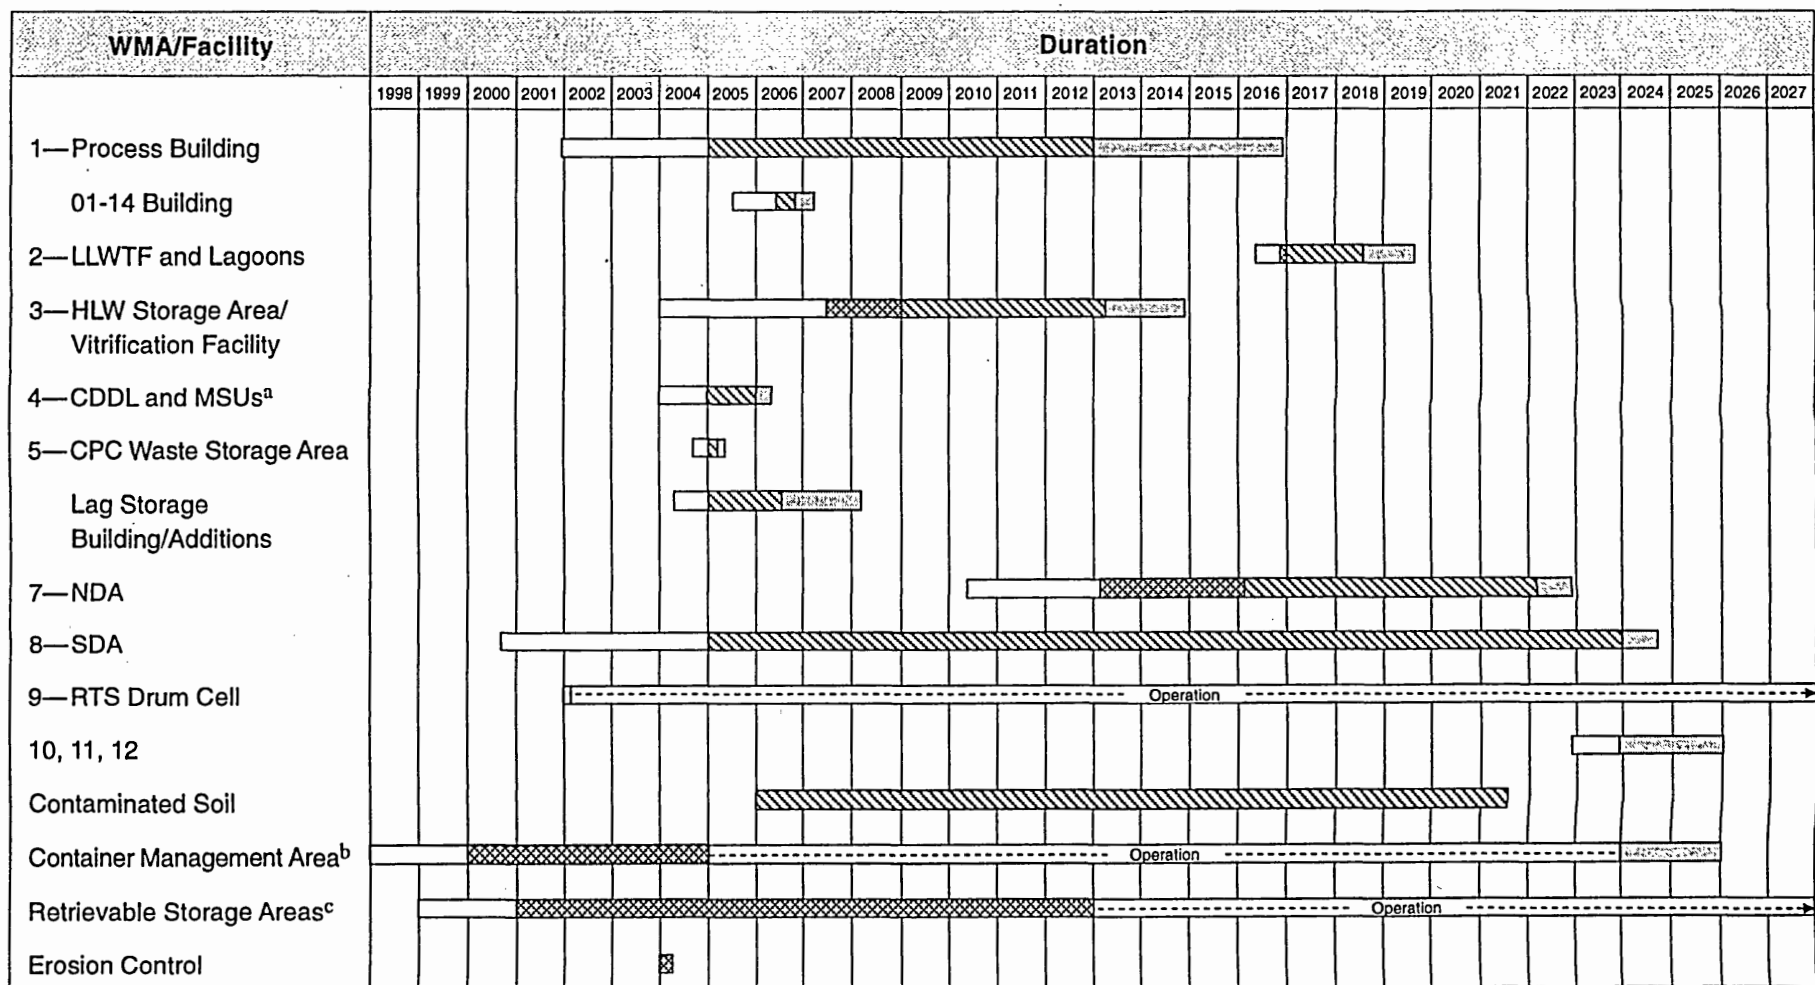 WMA/Facility Duration
1998 1999 2000 2001 2002 2003 2004 2005 2006 2007 2008 2009 2010 2011 2012 2013 2014 2015 2016 2017 2018 2019 2020 2021 2022 2023 2024 2025 2026 2027
1—Process Building
01-14 Building
2—LLWTF and Lagoons
3—HLW Storage Area/
Vitrification Facility
4—CDDL and MSUsᵃ
5—CPC Waste Storage Area
Lag Storage
Building/Additions
7—NDA
8—SDA
9—RTS Drum Cell Operation
10, 11, 12
Contaminated Soil
Container Management Areaᵇ Operation
Retrievable Storage Areasᶜ Operation
Erosion Control